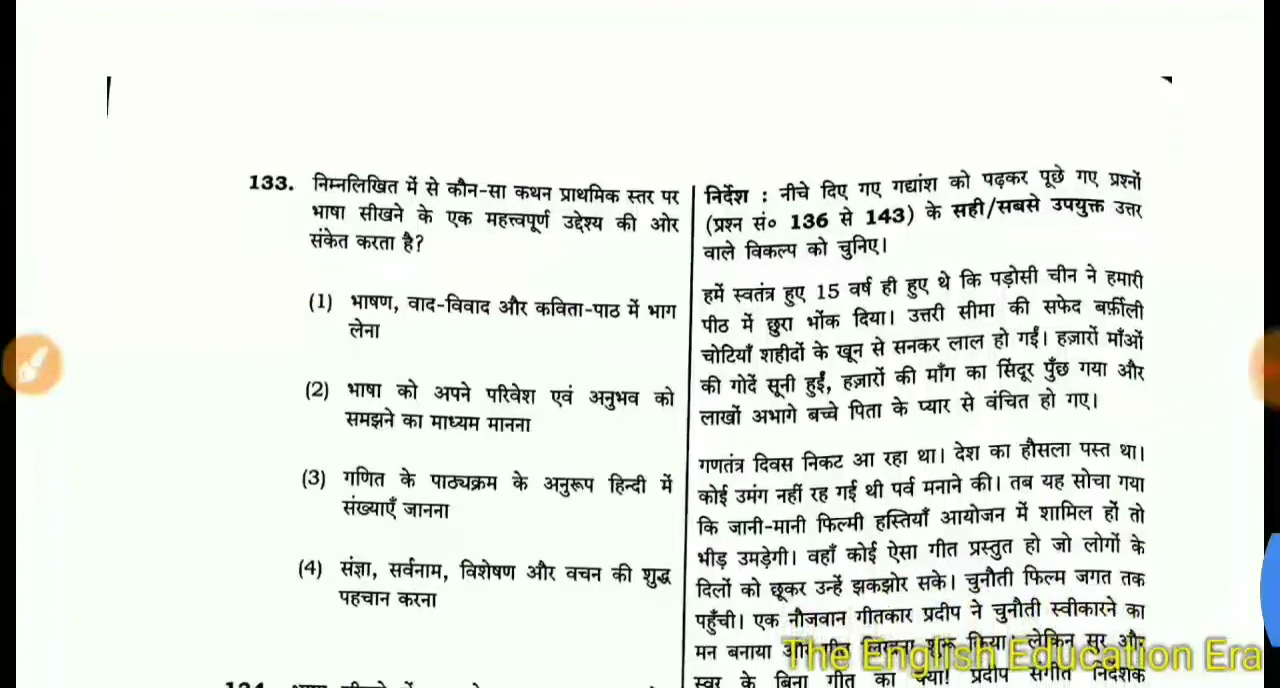 133. निम्नलिखित में से कौन-सा कथन प्राथमिक स्तर पर
भाषा सीखने के एक महत्त्वपूर्ण उद्देश्य की ओर
संकेत करता है?
(1) भाषण, वाद-विवाद और कविता-पाठ में भाग
लेना
(2) भाषा को अपने परिवेश एवं अनुभव को
समझने का माध्यम मानना
(3) गणित के पाठ्यक्रम के अनुरूप हिन्दी में
संख्याएँ जानना
(4) संज्ञा, सर्वनाम, विशेषण और वचन की शुद्ध
पहचान करना
निर्देश : नीचे दिए गए गद्यांश को पढ़कर पूछे गए प्रश्नों
(प्रश्न सं० 136 से 143) के सही/सबसे उपयुक्त उत्तर
वाले विकल्प को चुनिए।
हमें स्वतंत्र हुए 15 वर्ष ही हुए थे कि पड़ोसी चीन ने हमारी
पीठ में छुरा भोंक दिया। उत्तरी सीमा की सफेद बर्फ़ीली
चोटियाँ शहीदों के खून से सनकर लाल हो गईं। हज़ारों माँओं
की गोदें सूनी हुईं, हज़ारों की माँग का सिंदूर पुँछ गया और
लाखों अभागे बच्चे पिता के प्यार से वंचित हो गए।
गणतंत्र दिवस निकट आ रहा था। देश का हौसला पस्त था।
कोई उमंग नहीं रह गई थी पर्व मनाने की। तब यह सोचा गया
कि जानी-मानी फिल्मी हस्तियाँ आयोजन में शामिल हों तो
भीड़ उमड़ेगी। वहाँ कोई ऐसा गीत प्रस्तुत हो जो लोगों के
दिलों को छूकर उन्हें झकझोर सके। चुनौती फिल्म जगत तक
पहुँची। एक नौजवान गीतकार प्रदीप ने चुनौती स्वीकारने का
मन बनाया और गीत लिखना शुरू किया। लेकिन सुर और
स्वर के बिना गीत का क्या! प्रदीप संगीत निर्देशक
The English Education Era